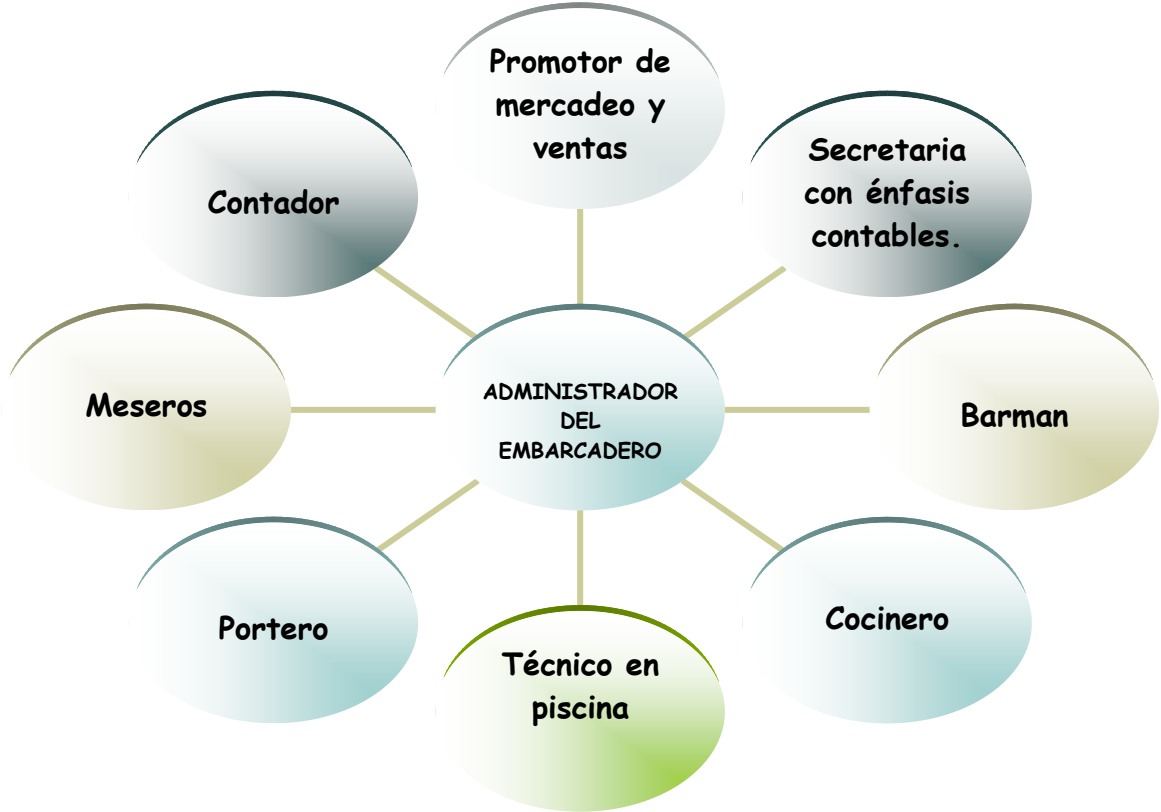 Promotor de
mercadeo y
ventas
Secretaria
con énfasis
contables.
Contador
Meseros
ADMINISTRADOR
DEL
EMBARCADERO
Barman
Portero
Cocinero
Técnico en
piscina